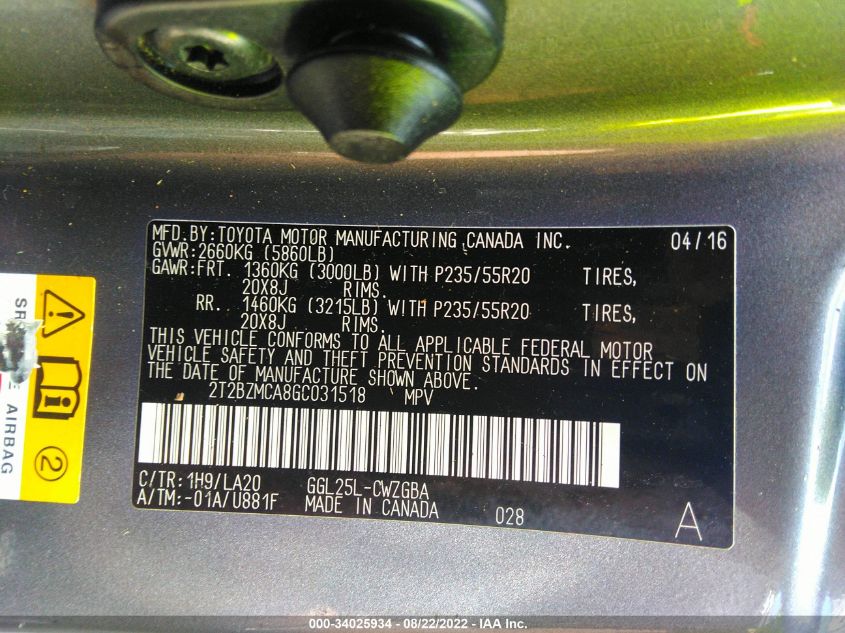 MFD.BY:TOYOTA MOTOR MANUFACTURING CANADA INC. 04/16
GVWR:2660KG (5860LB)
GAWR:FRT. 1360KG (3000LB) WITH P235/55R20 TIRES,
20X8J RIMS.
RR. 1460KG (3215LB) WITH P235/55R20 TIRES,
20X8J RIMS.
THIS VEHICLE CONFORMS TO ALL APPLICABLE FEDERAL MOTOR
VEHICLE SAFETY AND THEFT PREVENTION STANDARDS IN EFFECT ON
THE DATE OF MANUFACTURE SHOWN ABOVE.
2T2BZMCA8GC031518 MPV
C/TR: 1H9/LA20 GGL25L-CWZGBA
A/TM:-01A/U881F MADE IN CANADA 028 A
AIRBAG
2
000-34025934 - 08/22/2022 - IAA Inc.